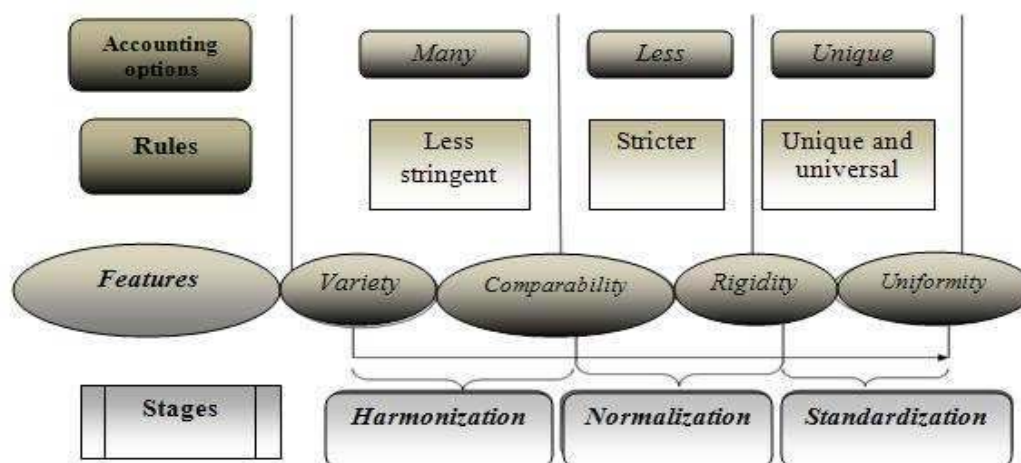 Accounting
options
Many
Less
Unique
Rules
Less
stringent
Stricter
Unique and
universal
Features
Variety
Comparability
Rigidity
Uniformity
Stages
Harmonization
Normalization
Standardization